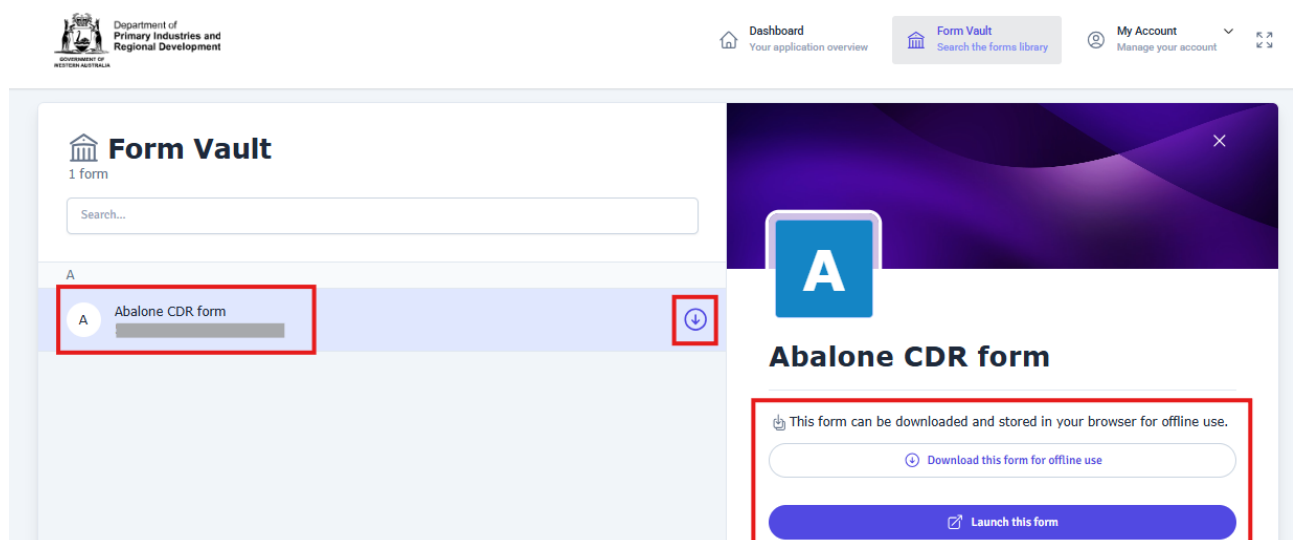 Department of
Primary Industries and
Regional Development
GOVERNMENT OF
WESTERN AUSTRALIA
Dashboard
Your application overview
Form Vault
Search the forms library
My Account
Manage your account
Form Vault
1 form
Search...
A
A
Abalone CDR form
A
Abalone CDR form
This form can be downloaded and stored in your browser for offline use.
Download this form for offline use
Launch this form